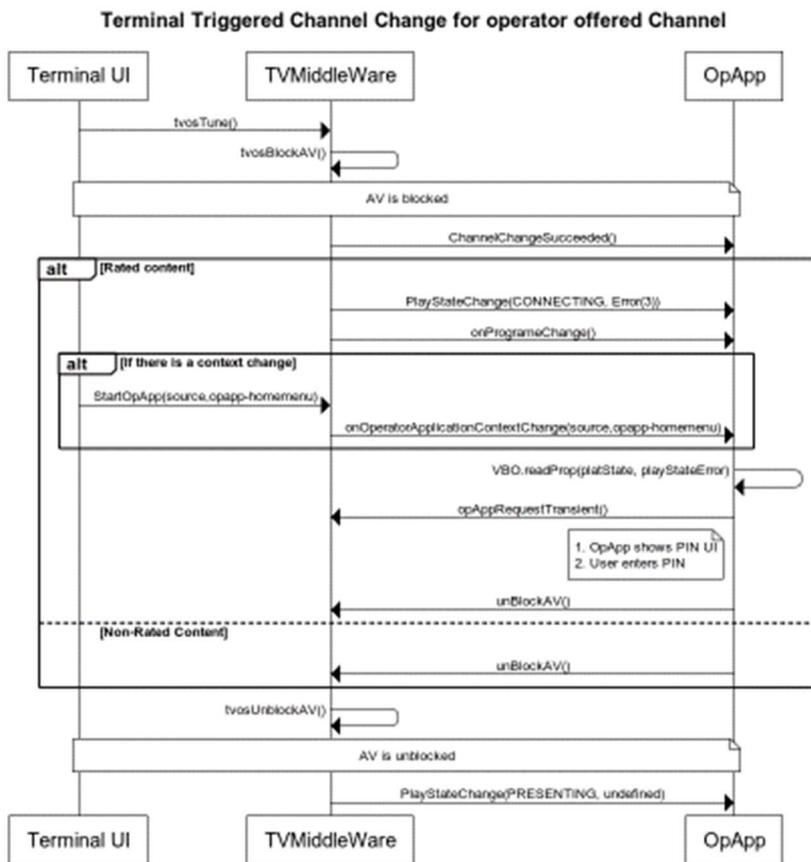 Terminal Triggered Channel Change for operator offered Channel
Terminal UI
TVMiddleWare
OpApp
tvosTune()
tvosBlockAV()
AV is blocked
ChannelChangeSucceeded()
alt
[Rated content]
PlayStateChange(CONNECTING, Error(3))
onProgrameChange()
alt
[If there is a context change]
StartOpApp(source,opapp-homemenu)
onOperatorApplicationContextChange(source,opapp-homemenu)
VBO.readProp(platState, playStateError)
opAppRequestTransient()
1. OpApp shows PIN UI
2. User enters PIN
unBlockAV()
[Non-Rated Content]
unBlockAV()
tvosUnblockAV()
AV is unblocked
PlayStateChange(PRESENTING, undefined)
Terminal UI
TVMiddleWare
OpApp